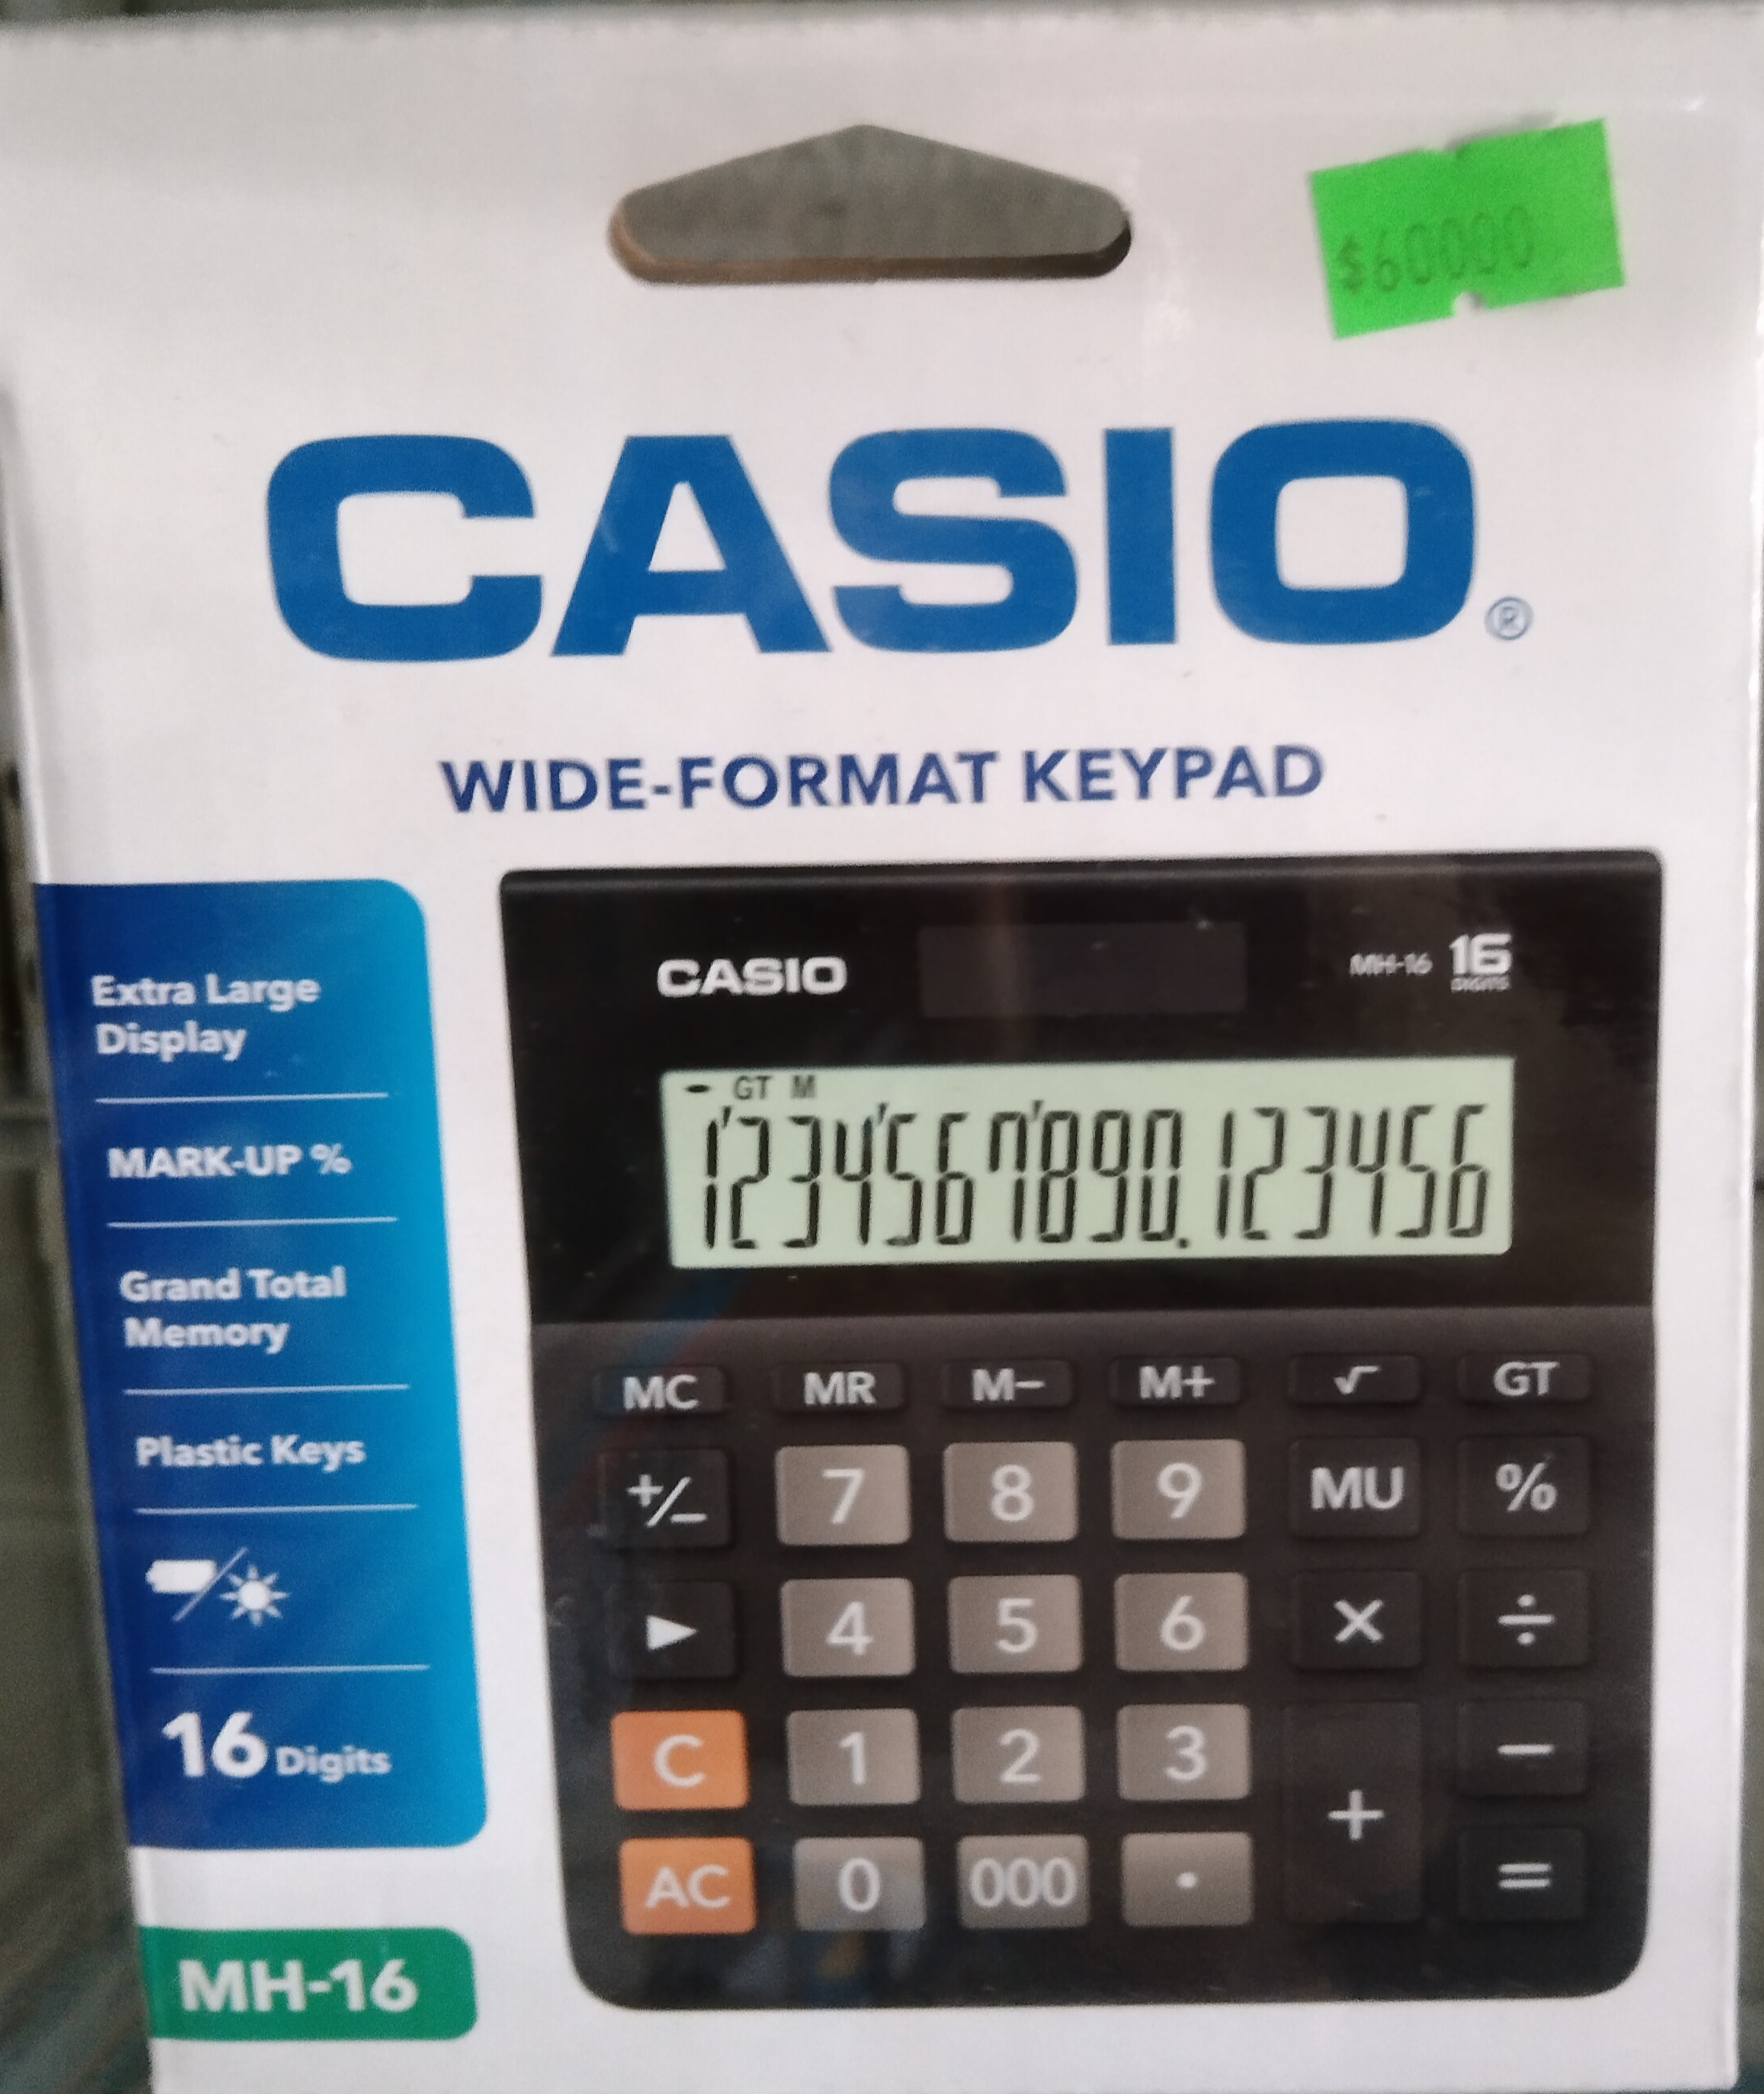 $60000
CASIO®
WIDE-FORMAT KEYPAD
Extra Large
Display
MARK-UP %
Grand Total
Memory
Plastic Keys
16 Digits
MH-16
CASIO MH-16 16
DIGITS
- GT M
1'234'567'890.123456
MC MR M− M+ √ GT
+/− 7 8 9 MU %
▶ 4 5 6 × ÷
C 1 2 3 + −
AC 0 000 · =